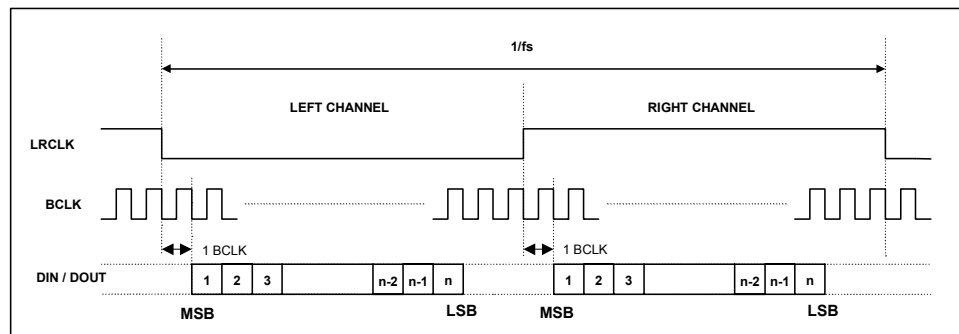 1/fs
LEFT CHANNEL RIGHT CHANNEL
LRCLK
BCLK
1 BCLK 1 BCLK
DIN / DOUT 1 2 3 n-2 n-1 n 1 2 3 n-2 n-1 n
MSB LSB MSB LSB